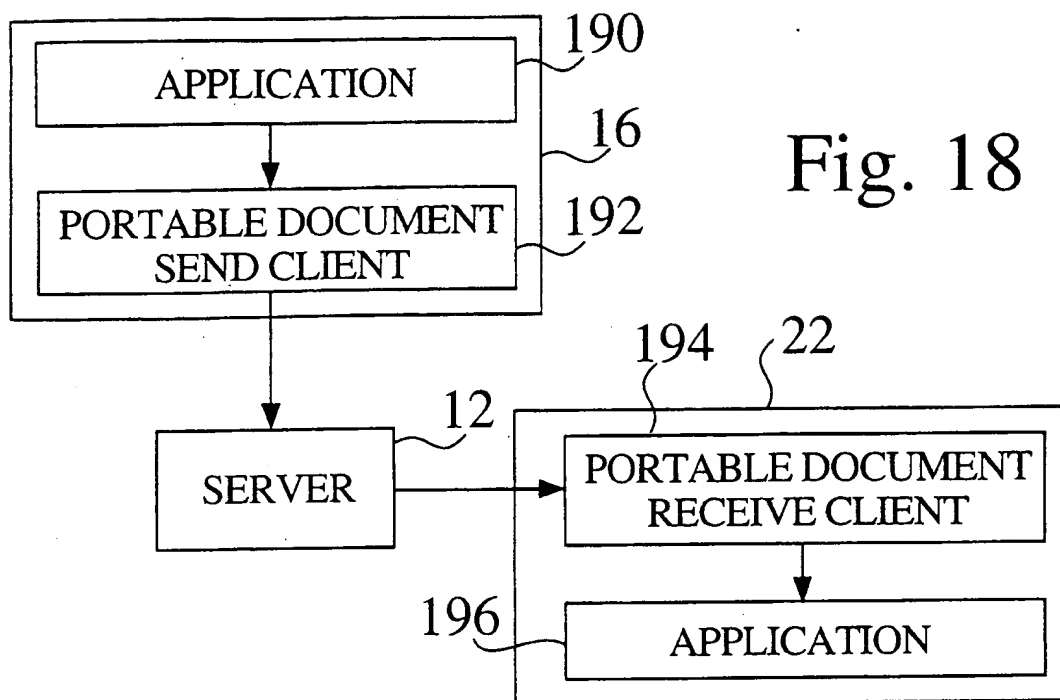 190
APPLICATION
16
Fig. 18
PORTABLE DOCUMENT
SEND CLIENT
192
194
22
12
SERVER
PORTABLE DOCUMENT
RECEIVE CLIENT
196
APPLICATION